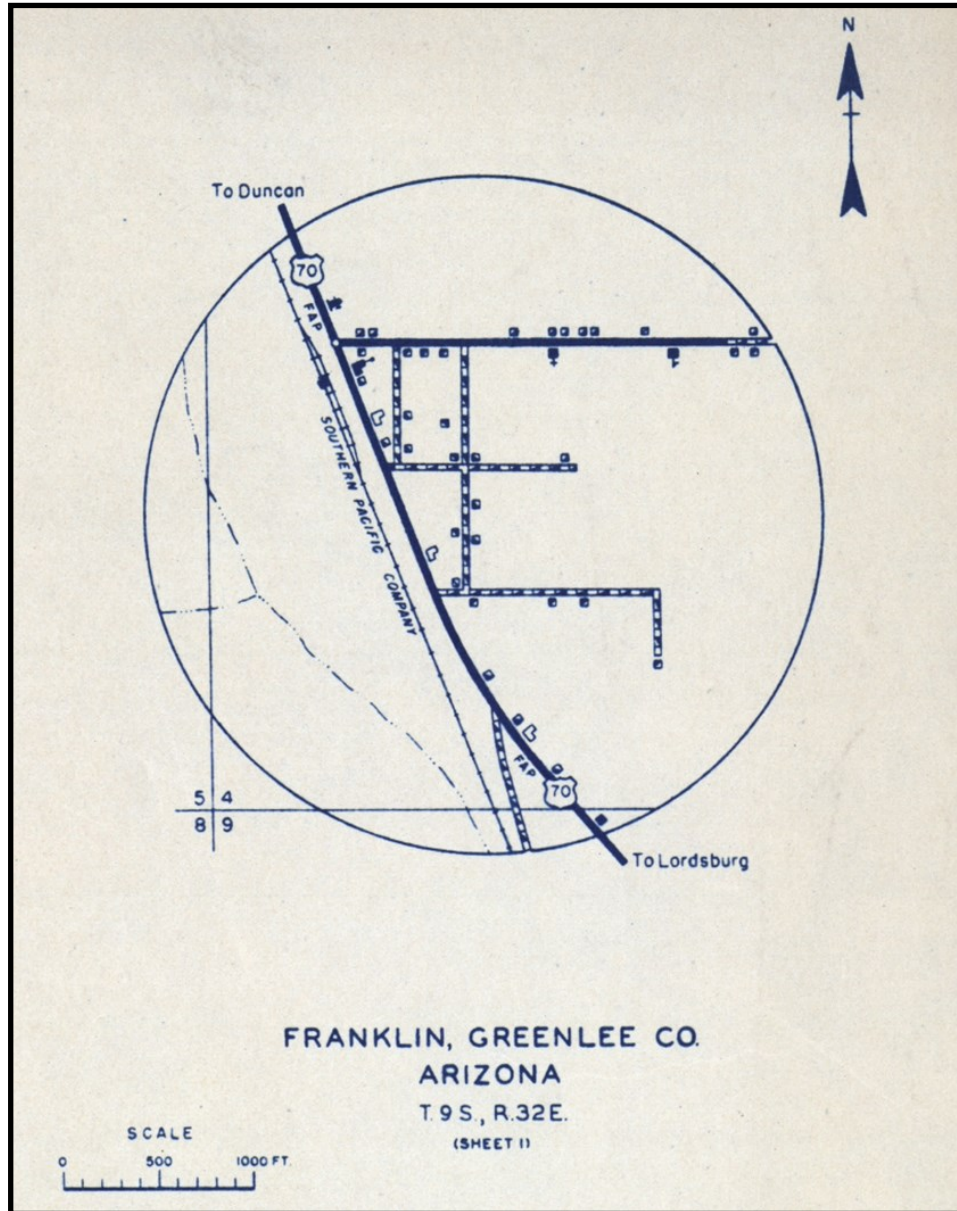 N
To Duncan
70
FAP
SOUTHERN PACIFIC COMPANY
FAP
70
5 4
8 9
To Lordsburg
FRANKLIN, GREENLEE CO.
ARIZONA
T. 9 S., R. 32 E.
(SHEET 1)
SCALE
0 500 1000 FT.